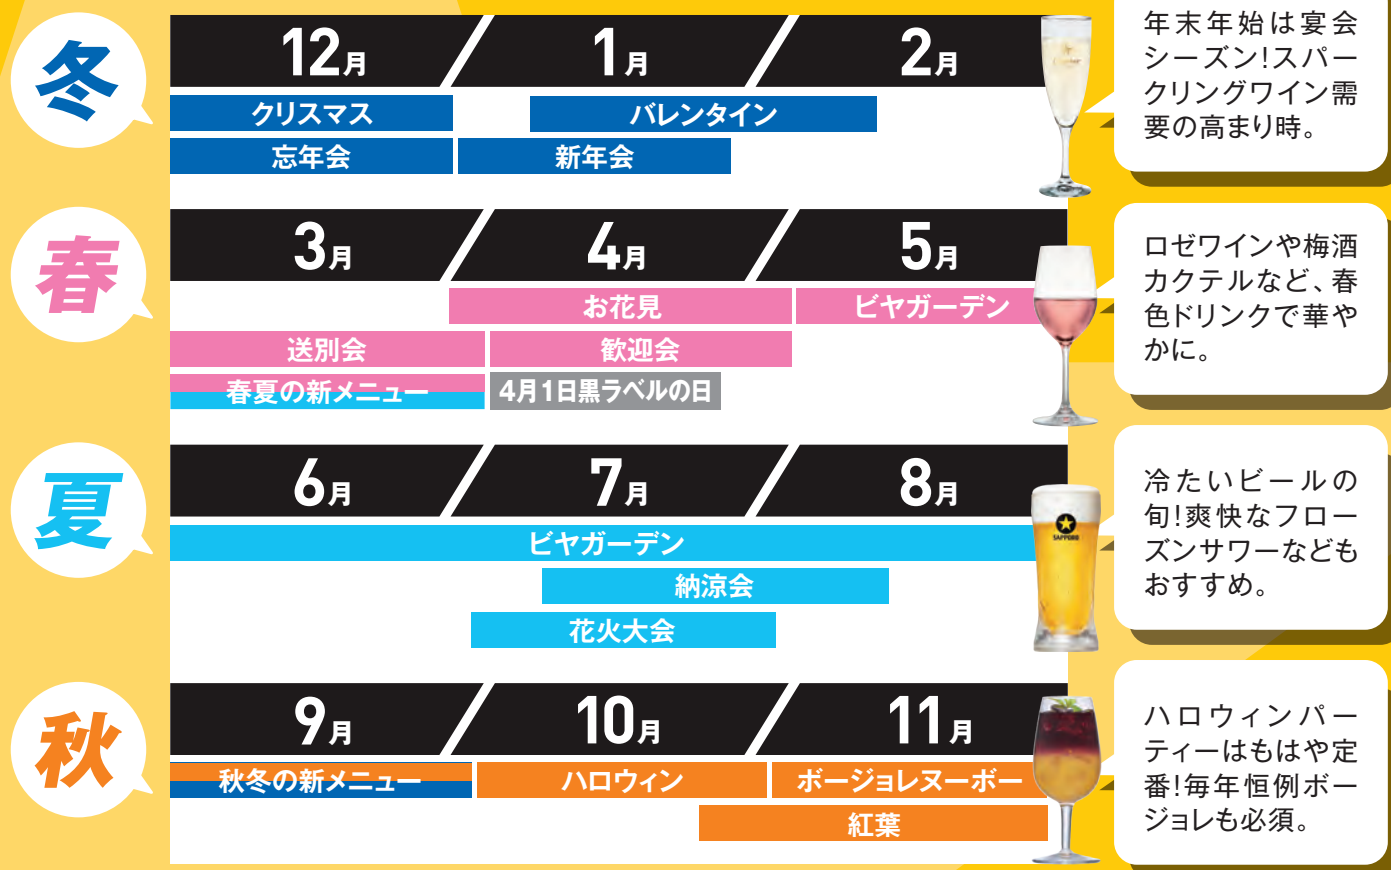 冬
12月 1月 2月
クリスマス バレンタイン
忘年会 新年会
年末年始は宴会
シーズン!スパー
クリングワイン需
要の高まり時。
春
3月 4月 5月
お花見 ビヤガーデン
送別会 歓迎会
春夏の新メニュー 4月1日黒ラベルの日
ロゼワインや梅酒
カクテルなど、春
色ドリンクで華や
かに。
夏
6月 7月 8月
ビヤガーデン
納涼会
花火大会
SAPPORO
冷たいビールの
旬!爽快なフロー
ズンサワーなども
おすすめ。
秋
9月 10月 11月
秋冬の新メニュー ハロウィン ボージョレヌーボー
紅葉
ハロウィンパー
ティーはもはや定
番!毎年恒例ボー
ジョレも必須。